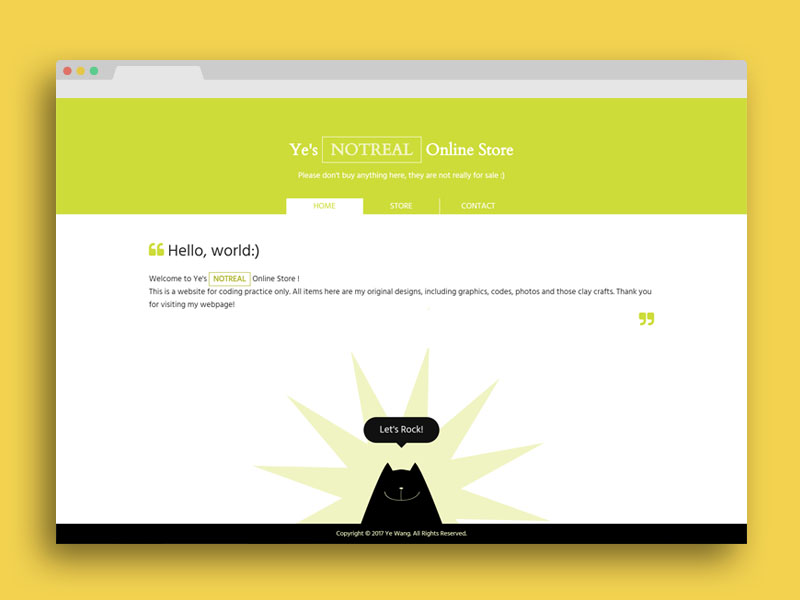 Ye's NOTREAL Online Store
Please don't buy anything here, they are not really for sale :)
HOME STORE CONTACT
❝ Hello, world:)
Welcome to Ye's NOTREAL Online Store !
This is a website for coding practice only. All items here are my original designs, including graphics, codes, photos and those clay crafts. Thank you
for visiting my webpage!
❞
Let's Rock!
Copyright © 2017 Ye Wang. All Rights Reserved.